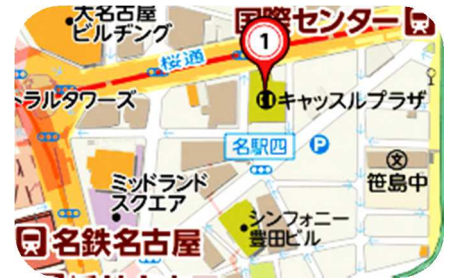 大名古屋
ビルヂング
国際センター
1
桜通
トラルタワーズ
キャッスルプラザ
名駅四
P
文
笹島中
ミッドランド
スクエア
シンフォニー
豊田ビル
名鉄名古屋